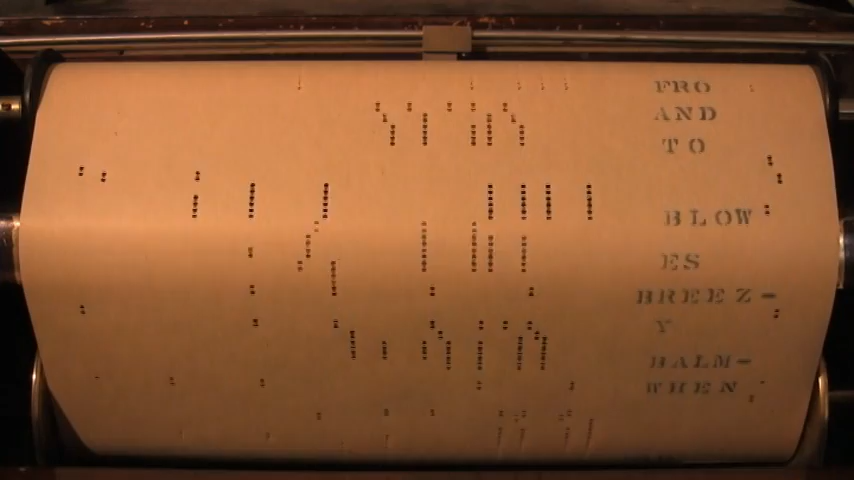 FRO
AND
TO
BLOW
ES
BREEZ-
Y
BALM-
WHEN